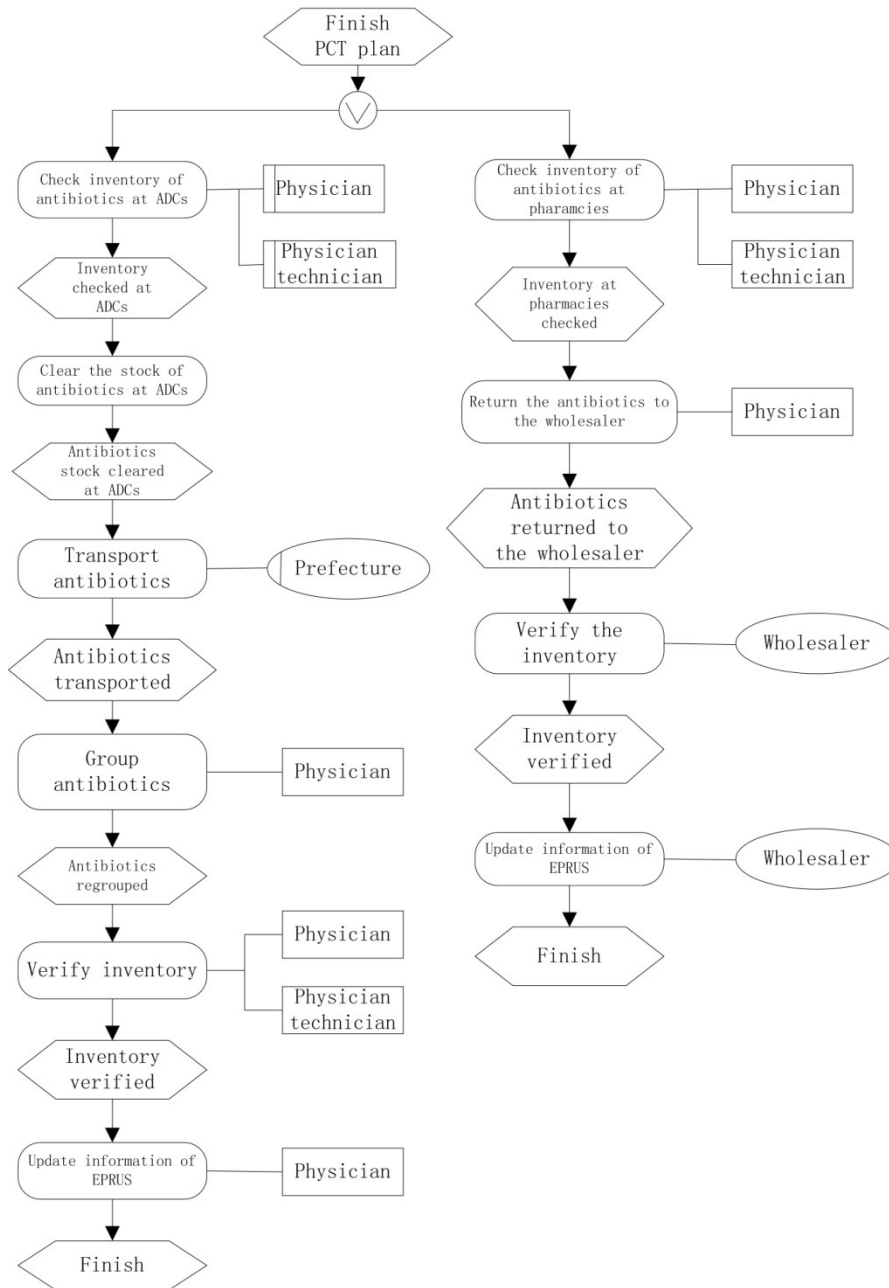 Finish
PCT plan
Check inventory of
antibiotics at ADCs
Physician
Physician
technician
Inventory
checked at
ADCs
Clear the stock of
antibiotics at ADCs
Antibiotics
stock cleared
at ADCs
Transport
antibiotics
Prefecture
Antibiotics
transported
Group
antibiotics
Physician
Antibiotics
regrouped
Verify inventory
Physician
Physician
technician
Inventory
verified
Update information of
EPRUS
Physician
Finish
Check inventory of
antibiotics at
pharamcies
Physician
Physician
technician
Inventory at
pharmacies
checked
Return the antibiotics to
the wholesaler
Physician
Antibiotics
returned to
the wholesaler
Verify the
inventory
Wholesaler
Inventory
verified
Update information of
EPRUS
Wholesaler
Finish